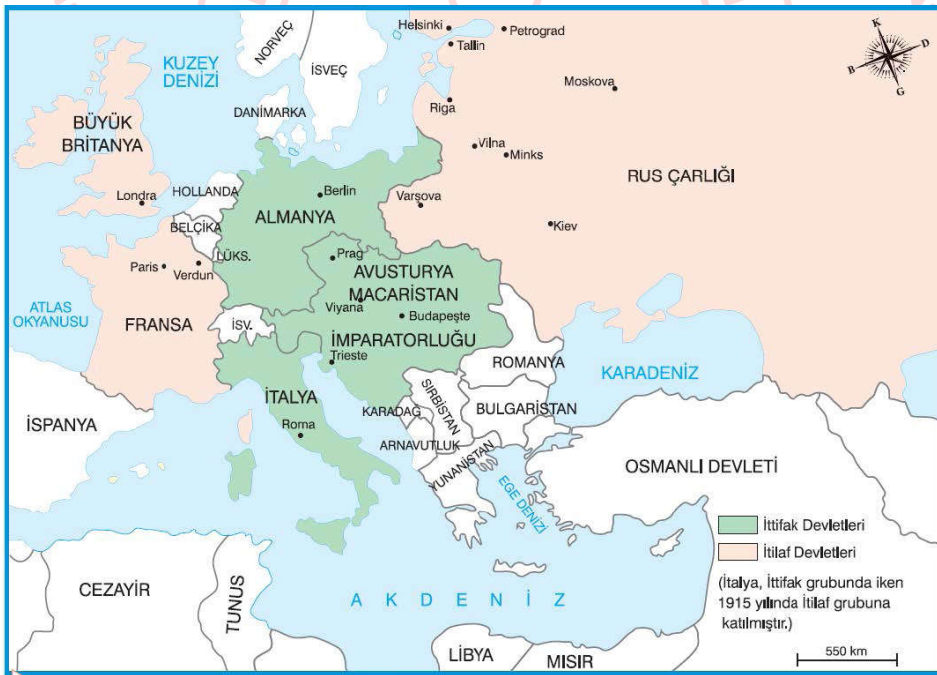 NORVEÇ
İSVEÇ
Helsinki
Tallin
Petrograd
K
D
B
G
KUZEY
DENİZİ
Moskova
DANİMARKA
Riga
BÜYÜK
BRİTANYA
Vilna
Minks
RUS ÇARLIĞI
Londra
HOLLANDA
Berlin
Varşova
ALMANYA
Kiev
BELÇİKA
LÜKS.
Paris
Verdun
Prag
AVUSTURYA
MACARİSTAN
Viyana
Budapeşte
İMPARATORLUĞU
ATLAS
OKYANUSU
FRANSA
İSV.
Trieste
ROMANYA
KARADENİZ
İTALYA
SIRBİSTAN
KARADAĞ
BULGARİSTAN
İSPANYA
Roma
ARNAVUTLUK
YUNANİSTAN
OSMANLI DEVLETİ
EGE DENİZİ
İttifak Devletleri
İtilaf Devletleri
(İtalya, İttifak grubunda iken
1915 yılında İtilaf grubuna
katılmıştır.)
CEZAYİR
TUNUS
AKDENİZ
LİBYA
MISIR
550 km